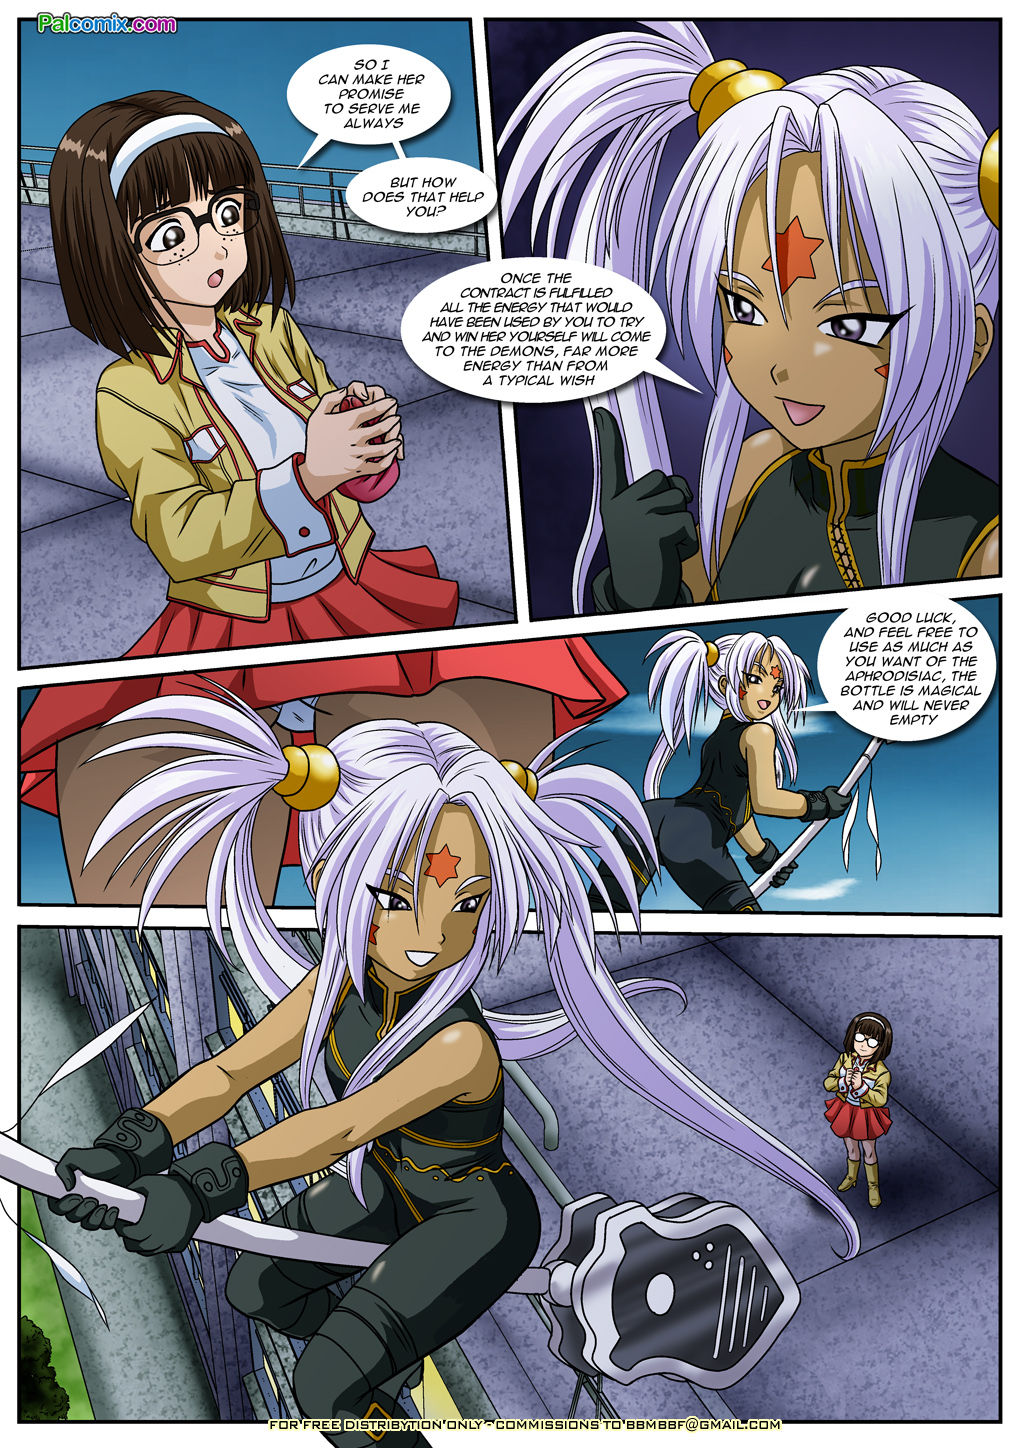 Palcomix.com
SO I
CAN MAKE HER
PROMISE
TO SERVE ME
ALWAYS
BUT HOW
DOES THAT HELP
YOU?
ONCE THE
CONTRACT IS FULFILLED
ALL THE ENERGY THAT WOULD
HAVE BEEN USED BY YOU TO TRY
AND WIN HER YOURSELF WILL COME
TO THE DEMONS, FAR MORE
ENERGY THAN FROM
A TYPICAL WISH
GOOD LUCK,
AND FEEL FREE TO
USE AS MUCH AS
YOU WANT OF THE
APHRODISIAC, THE
BOTTLE IS MAGICAL
AND WILL NEVER
EMPTY
FOR FREE DISTRIBYTION ONLY - COMMISSIONS TO BBMBBF@GMAIL.COM